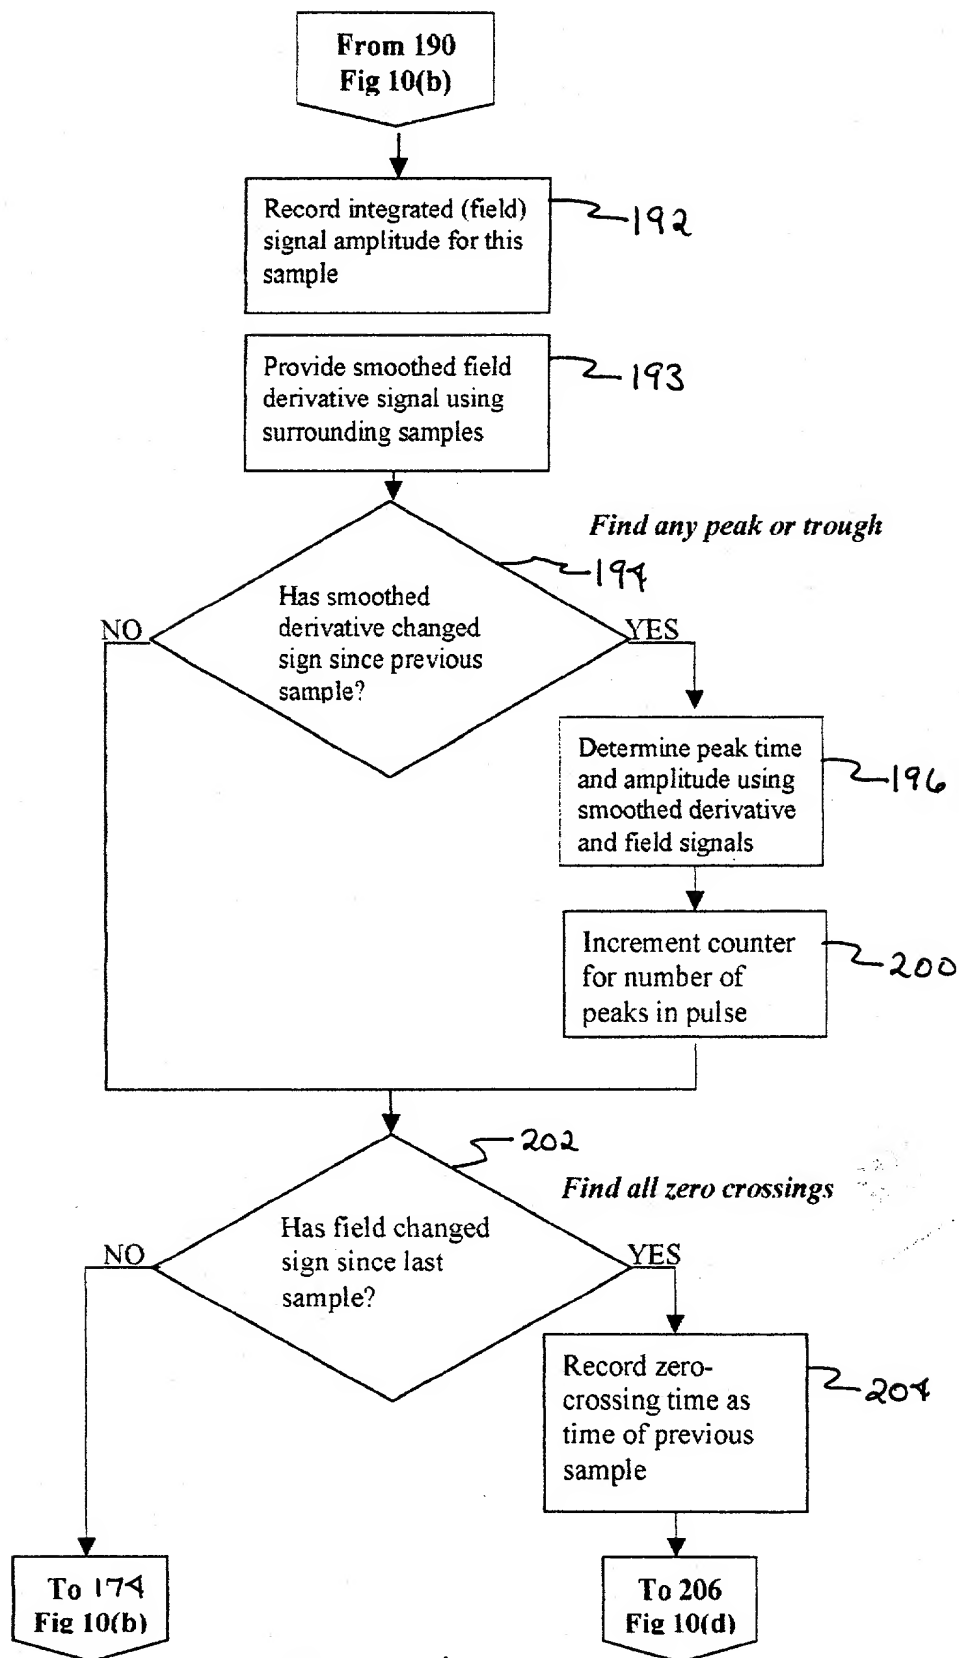 From 190
Fig 10(b)
Record integrated (field)
signal amplitude for this
sample
192
Provide smoothed field
derivative signal using
surrounding samples
193
Find any peak or trough
194
Has smoothed
derivative changed
sign since previous
sample?
NO
YES
Determine peak time
and amplitude using
smoothed derivative
and field signals
196
Increment counter
for number of
peaks in pulse
200
202
Find all zero crossings
Has field changed
sign since last
sample?
NO
YES
Record zero-
crossing time as
time of previous
sample
204
To 174
Fig 10(b)
To 206
Fig 10(d)